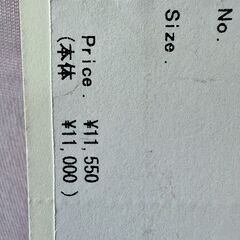 No.
Size.
Price. ¥11,550
(本体 ¥11,000)